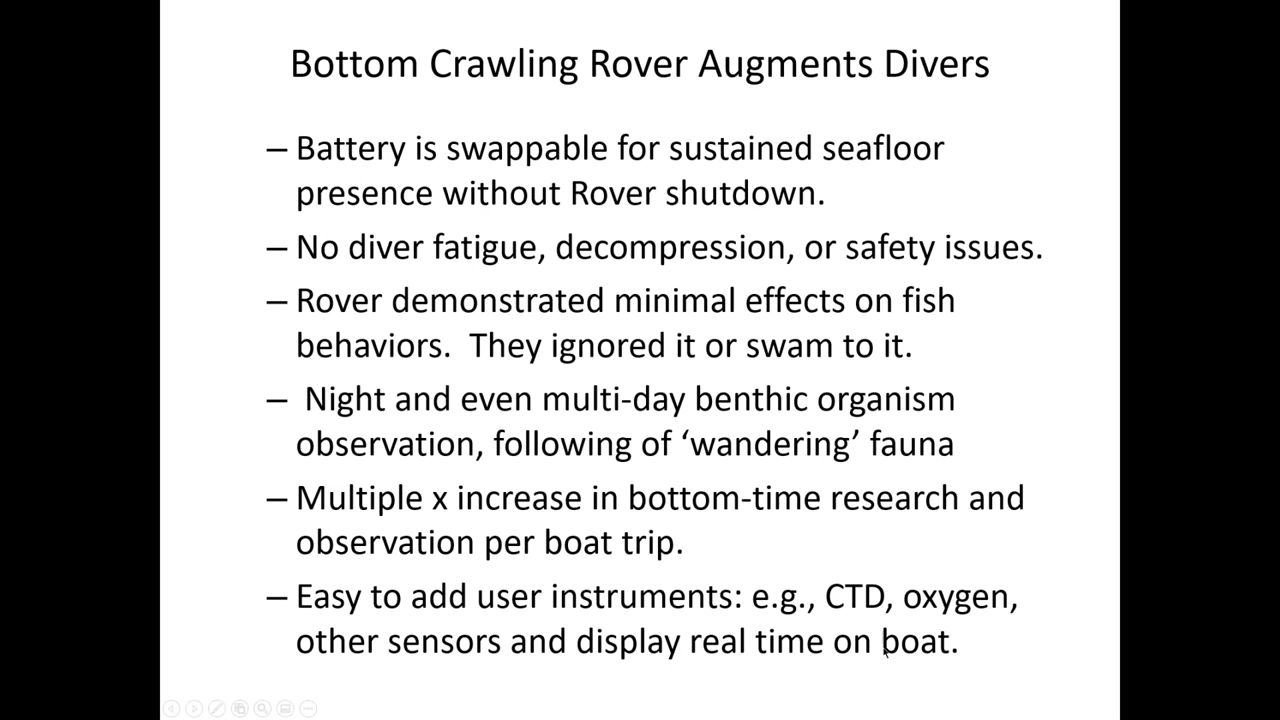 Bottom Crawling Rover Augments Divers
– Battery is swappable for sustained seafloor
presence without Rover shutdown.
– No diver fatigue, decompression, or safety issues.
– Rover demonstrated minimal effects on fish
behaviors.  They ignored it or swam to it.
–  Night and even multi-day benthic organism
observation, following of ‘wandering’ fauna
– Multiple x increase in bottom-time research and
observation per boat trip.
– Easy to add user instruments: e.g., CTD, oxygen,
other sensors and display real time on boat.